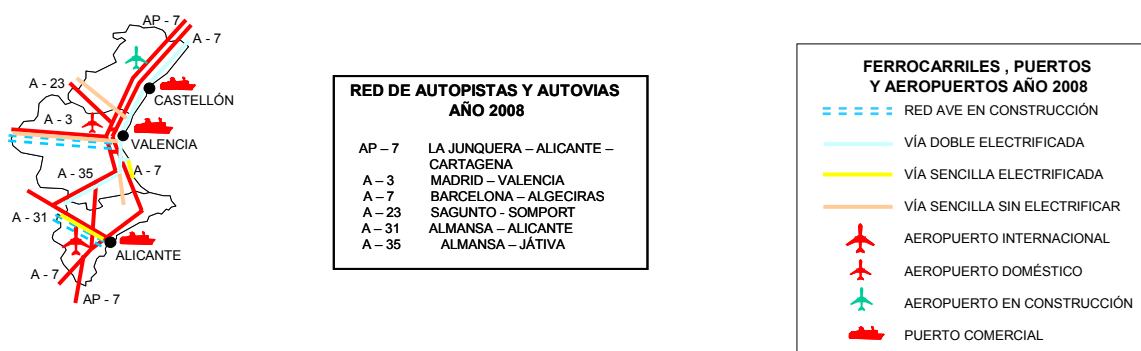 AP - 7
A - 7
A - 23
CASTELLÓN
A - 3
VALENCIA
A - 35
A - 7
A - 31
ALICANTE
A - 7
AP - 7
RED DE AUTOPISTAS Y AUTOVIAS
AÑO 2008
AP – 7 LA JUNQUERA – ALICANTE –
CARTAGENA
A – 3 MADRID – VALENCIA
A – 7 BARCELONA – ALGECIRAS
A – 23 SAGUNTO - SOMPORT
A – 31 ALMANSA – ALICANTE
A – 35 ALMANSA – JÁTIVA
FERROCARRILES , PUERTOS
Y AEROPUERTOS AÑO 2008
RED AVE EN CONSTRUCCIÓN
VÍA DOBLE ELECTRIFICADA
VÍA SENCILLA ELECTRIFICADA
VÍA SENCILLA SIN ELECTRIFICAR
AEROPUERTO INTERNACIONAL
AEROPUERTO DOMÉSTICO
AEROPUERTO EN CONSTRUCCIÓN
PUERTO COMERCIAL